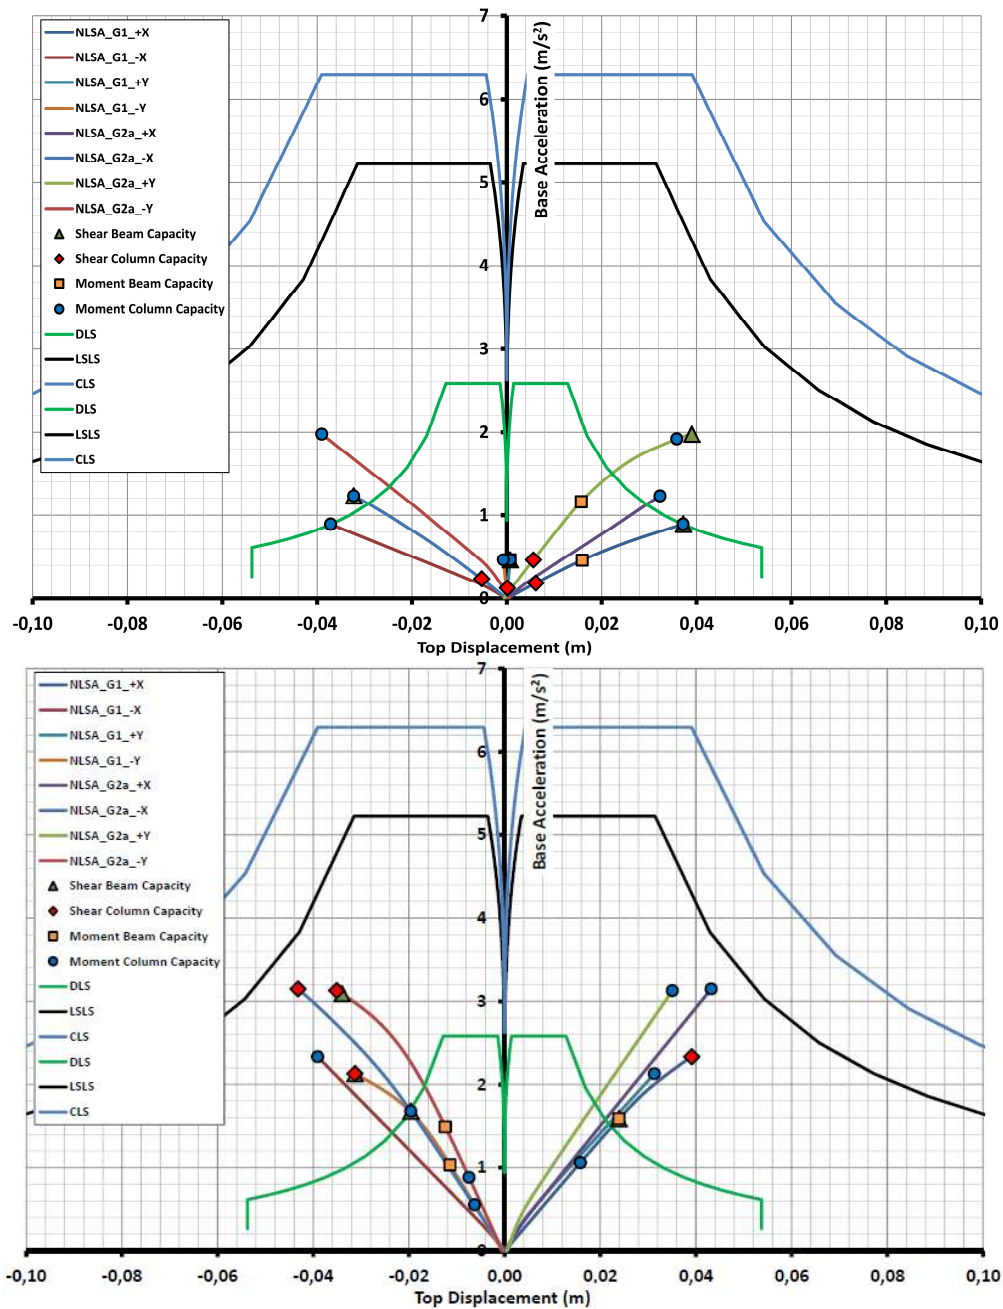 7
NLSA_G1_+X
NLSA_G1_-X
NLSA_G1_+Y
NLSA_G1_-Y
NLSA_G2a_+X
NLSA_G2a_-X
NLSA_G2a_+Y
NLSA_G2a_-Y
Shear Beam Capacity
Shear Column Capacity
Moment Beam Capacity
Moment Column Capacity
DLS
LSLS
CLS
DLS
LSLS
CLS
Base Acceleration (m/s²)
6
5
4
3
2
1
0
-0,10 -0,08 -0,06 -0,04 -0,02 0,00 0,02 0,04 0,06 0,08 0,10
Top Displacement (m)
7
NLSA_G1_+X
NLSA_G1_-X
NLSA_G1_+Y
NLSA_G1_-Y
NLSA_G2a_+X
NLSA_G2a_-X
NLSA_G2a_+Y
NLSA_G2a_-Y
Shear Beam Capacity
Shear Column Capacity
Moment Beam Capacity
Moment Column Capacity
DLS
LSLS
CLS
DLS
LSLS
CLS
Base Acceleration (m/s²)
6
5
4
3
2
1
0
-0,10 -0,08 -0,06 -0,04 -0,02 0,00 0,02 0,04 0,06 0,08 0,10
Top Displacement (m)